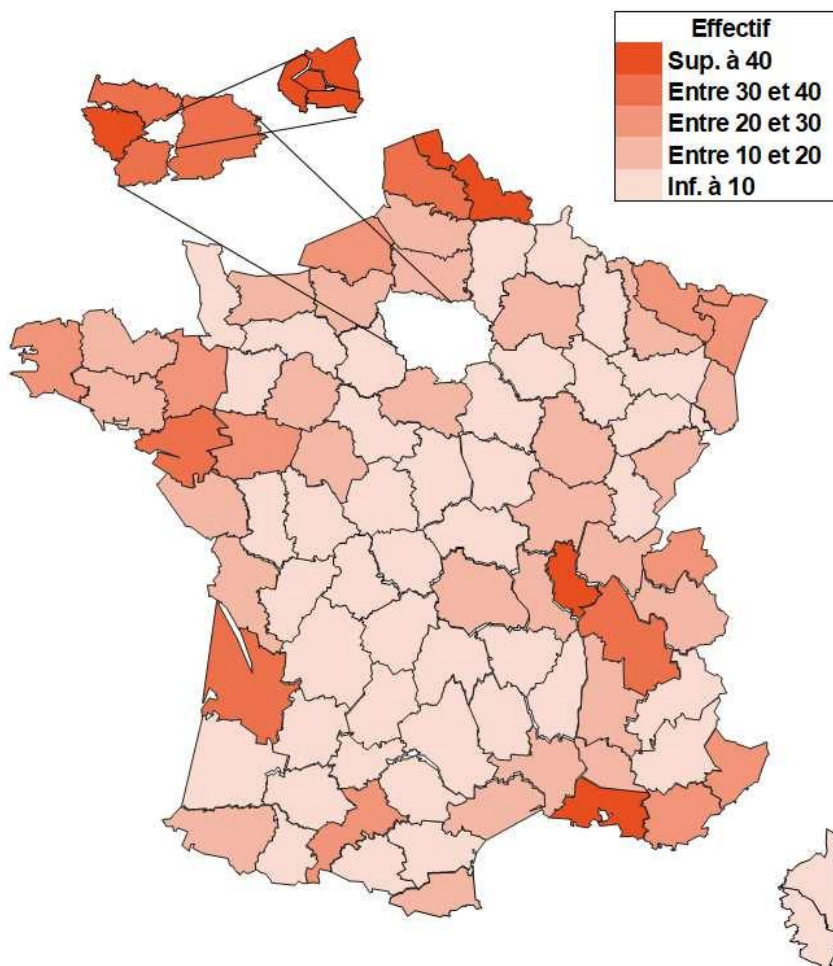 Effectif
Sup. à 40
Entre 30 et 40
Entre 20 et 30
Entre 10 et 20
Inf. à 10